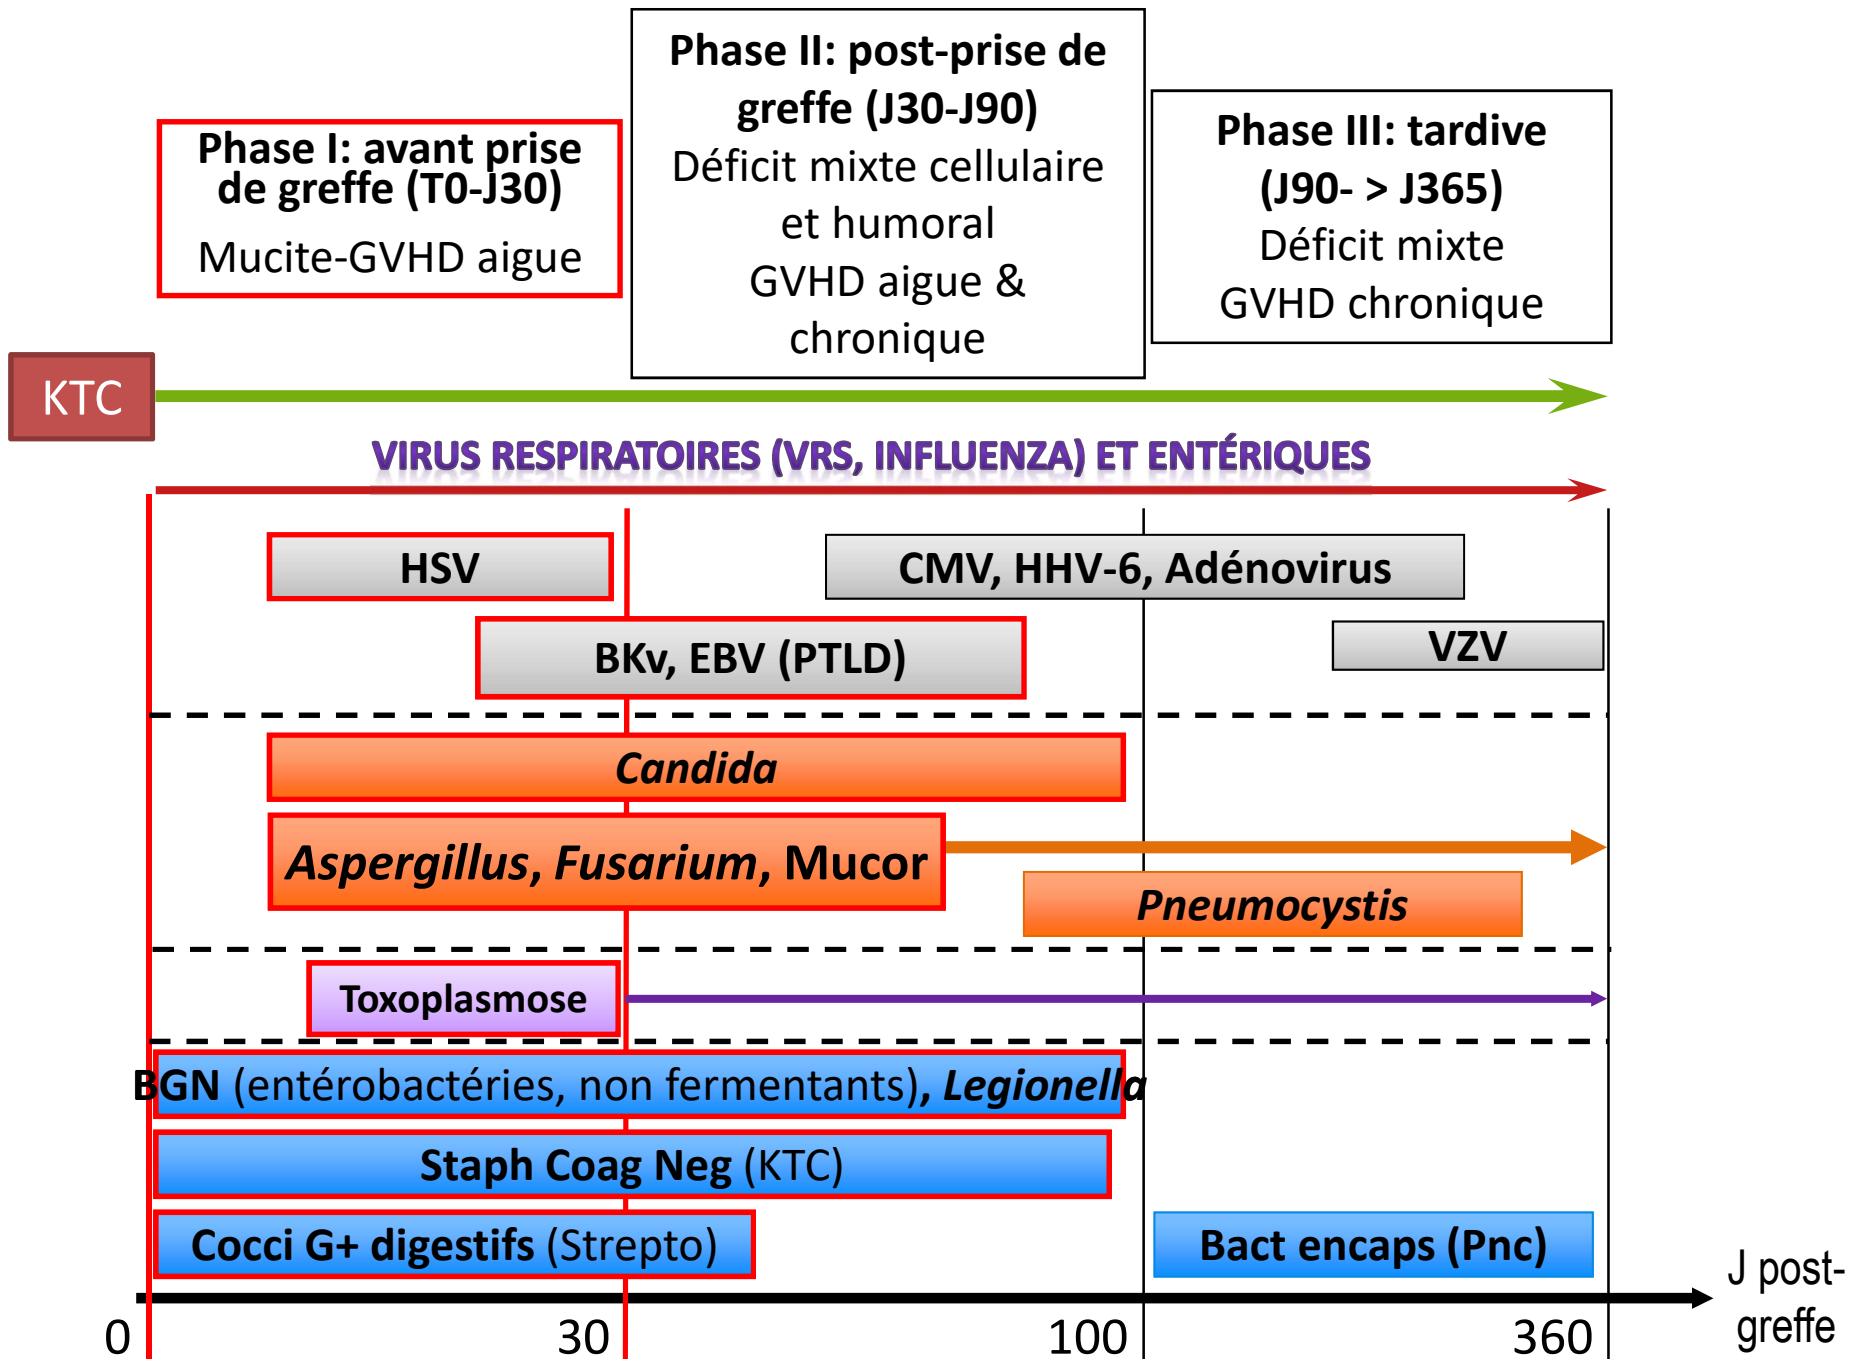 Phase I: avant prise
de greffe (T0-J30)
Mucite-GVHD aigue
Phase II: post-prise de
greffe (J30-J90)
Déficit mixte cellulaire
et humoral
GVHD aigue &
chronique
Phase III: tardive
(J90- > J365)
Déficit mixte
GVHD chronique
KTC
VIRUS RESPIRATOIRES (VRS, INFLUENZA) ET ENTÉRIQUES
HSV
CMV, HHV-6, Adénovirus
BKv, EBV (PTLD)
VZV
Candida
Aspergillus, Fusarium, Mucor
Pneumocystis
Toxoplasmose
BGN (entérobactéries, non fermentants), Legionella
Staph Coag Neg (KTC)
Cocci G+ digestifs (Strepto)
Bact encaps (Pnc)
J post-
greffe
0
30
100
360